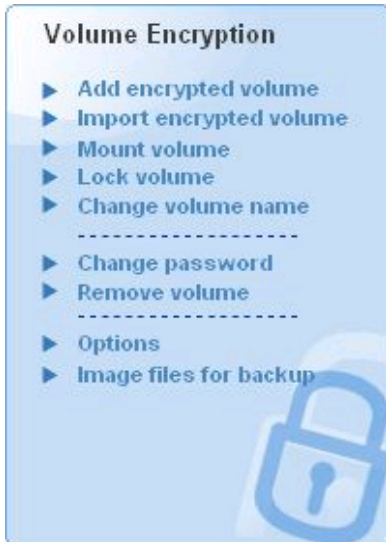 Volume Encryption
Add encrypted volume
Import encrypted volume
Mount volume
Lock volume
Change volume name
--------------------
Change password
Remove volume
--------------------
Options
Image files for backup